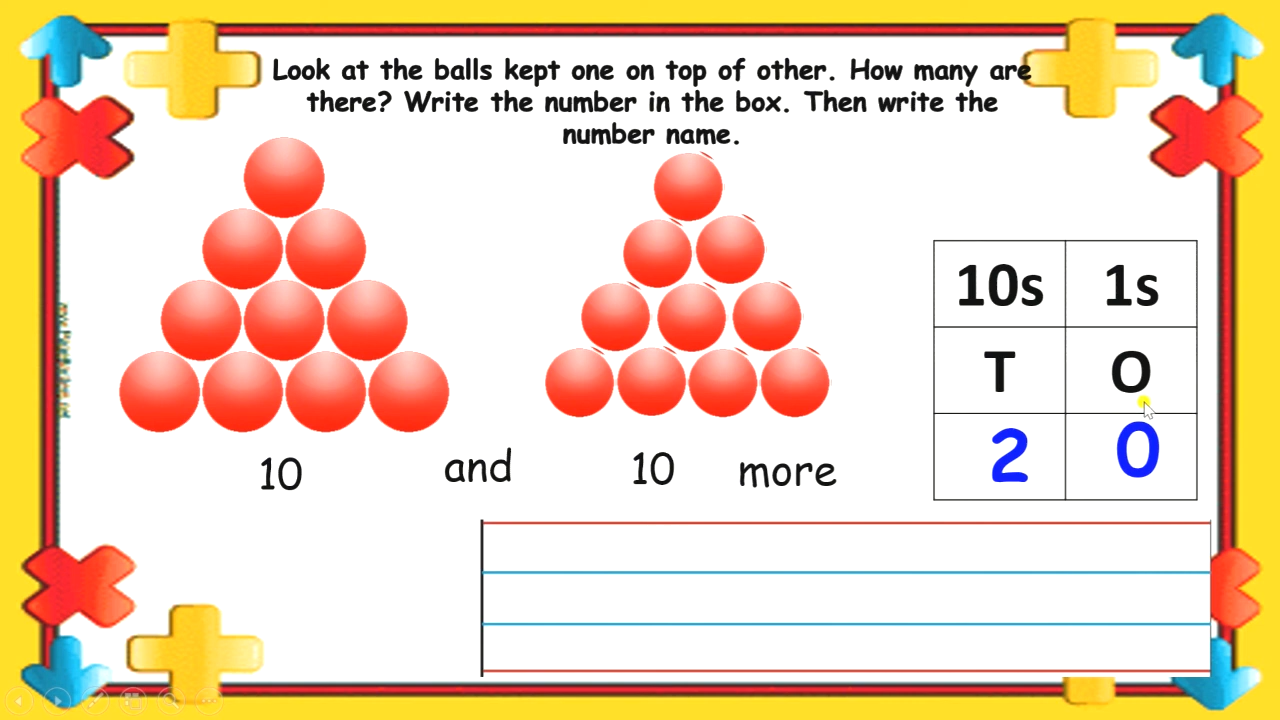 Look at the balls kept one on top of other. How many are
there? Write the number in the box. Then write the
number name.
10s 1s
T O
2 0
10 and 10 more